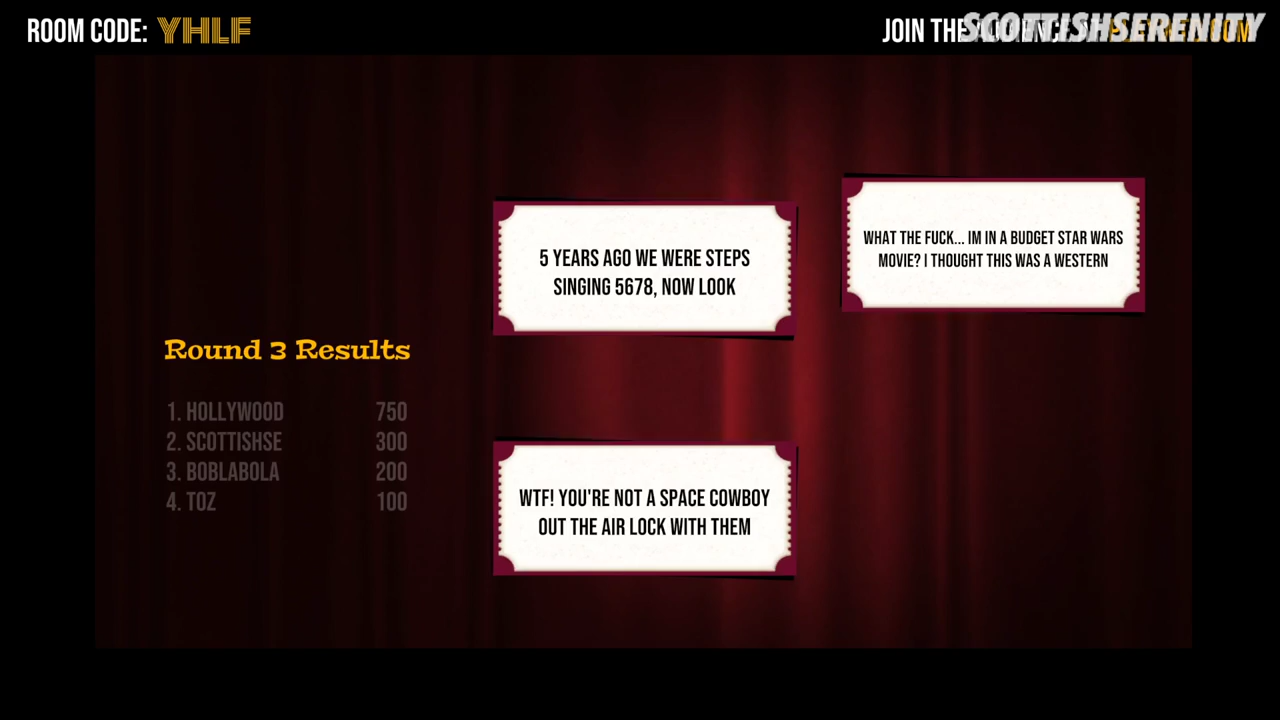 ROOM CODE: YHLF
JOIN THE
SCOTTISHSERENITY
5 YEARS AGO WE WERE STEPS
SINGING 5678, NOW LOOK
WHAT THE FUCK... IM IN A BUDGET STAR WARS
MOVIE? I THOUGHT THIS WAS A WESTERN
Round 3 Results
1. HOLLYWOOD 750
2. SCOTTISHSE 300
3. BOBLABOLA 200
4. TOZ 100
WTF! YOU'RE NOT A SPACE COWBOY
OUT THE AIR LOCK WITH THEM